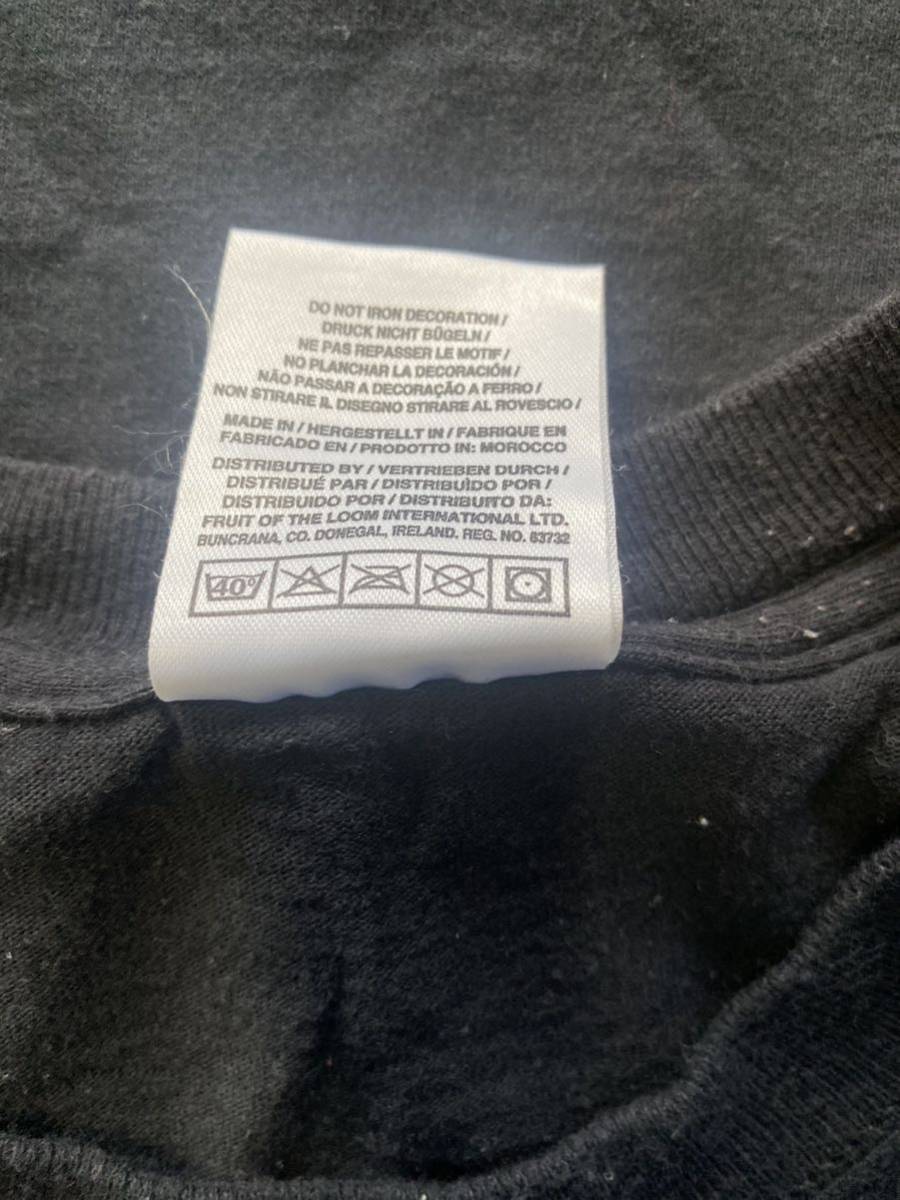 DO NOT IRON DECORATION /
DRUCK NICHT BÜGELN /
NE PAS REPASSER LE MOTIF /
NO PLANCHAR LA DECORACIÓN /
NÃO PASSAR A DECORAÇÃO A FERRO /
NON STIRARE IL DISEGNO STIRARE AL ROVESCIO /
MADE IN / HERGESTELLT IN / FABRIQUE EN
FABRICADO EN / PRODOTTO IN: MOROCCO
DISTRIBUTED BY / VERTRIEBEN DURCH /
DISTRIBUÉ PAR / DISTRIBUÌDO POR /
DISTRIBUIDO POR / DISTRIBUITO DA:
FRUIT OF THE LOOM INTERNATIONAL LTD.
BUNCRANA, CO. DONEGAL, IRELAND. REG. NO. 63732
40°